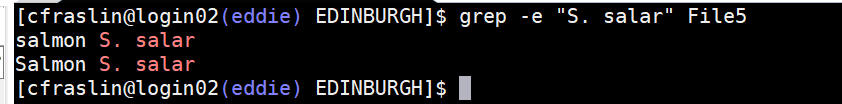 [cfraslin@login02(eddie) EDINBURGH]$ grep -e "S. salar" File5
salmon S. salar
Salmon S. salar
[cfraslin@login02(eddie) EDINBURGH]$